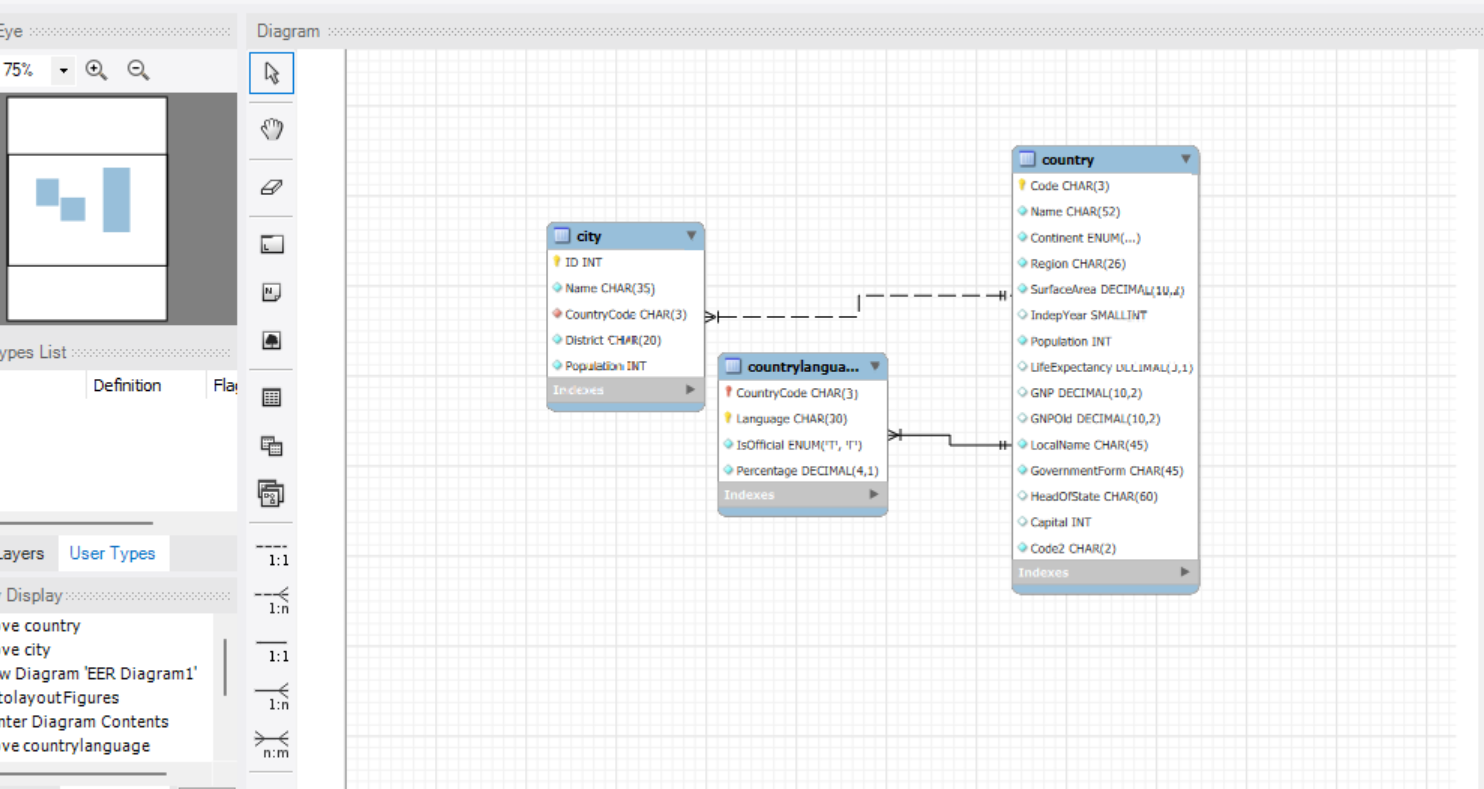 Eye
Diagram
75%
ypes List
Definition
Flag
Layers
User Types
Display
ve country
ve city
w Diagram 'EER Diagram1'
tolayoutFigures
nter Diagram Contents
ve countrylanguage
1:1
1:n
1:1
1:n
n:m
city
ID INT
Name CHAR(35)
CountryCode CHAR(3)
District CHAR(20)
Population INT
Indexes
countrylangua...
CountryCode CHAR(3)
Language CHAR(30)
IsOfficial ENUM('T', 'F')
Percentage DECIMAL(4,1)
Indexes
country
Code CHAR(3)
Name CHAR(52)
Continent ENUM(...)
Region CHAR(26)
SurfaceArea DECIMAL(10,2)
IndepYear SMALLINT
Population INT
LifeExpectancy DECIMAL(3,1)
GNP DECIMAL(10,2)
GNPOld DECIMAL(10,2)
LocalName CHAR(45)
GovernmentForm CHAR(45)
HeadOfState CHAR(60)
Capital INT
Code2 CHAR(2)
Indexes